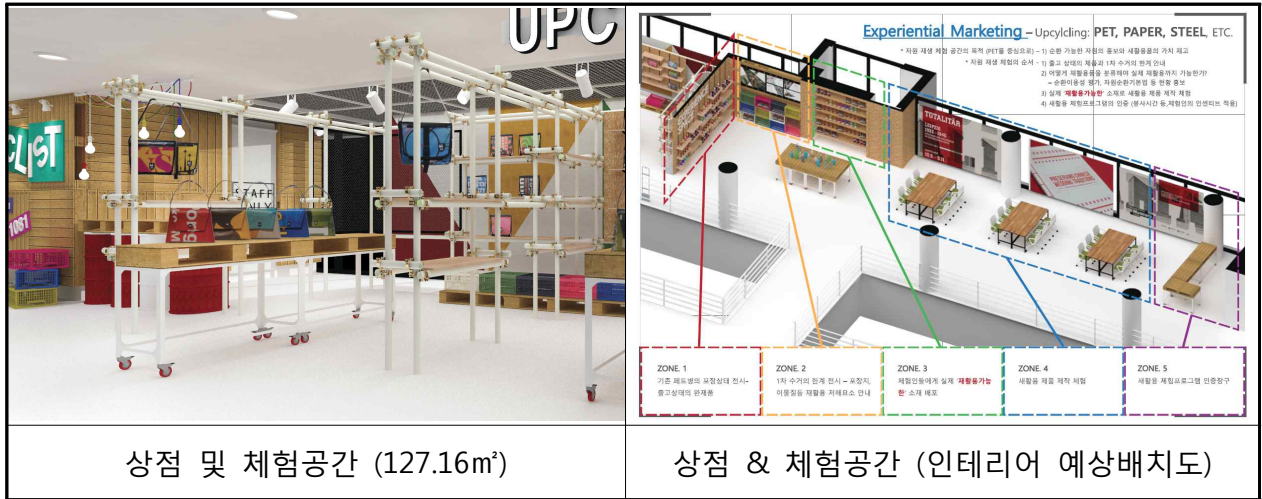 UPC
CLIST
1081
STAFF
ONLY
상점 및 체험공간 (127.16㎡)
Experiential Marketing – Upcylcing: PET, PAPER, STEEL, ETC.
* 자원 재생 체험 공간의 목적 (PET를 중심으로) – 1) 순환 가능한 자원의 홍보와 새활용품의 가치 재고
* 자원 재생 체험의 순서 - 1) 출고 상태의 제품과 1차 수거의 한계 안내
2) 어떻게 재활용품을 분류해야 실제 재활용까지 가능한가?
– 순환이용성 평가, 자원순환기본법 등 현황 홍보
3) 실제 '재활용가능한' 소재로 새활용 제품 제작 체험
4) 새활용 체험프로그램의 인증 (봉사시간 등,체험인의 인센티브 적용)
TOTALITÄR
ZONE. 1
기존 페트병의 포장상태 전시-
출고상태의 완제품
ZONE. 2
1차 수거의 한계 전시 – 포장지,
이물질등 재활용 저해요소 안내
ZONE. 3
체험인들에게 실제 '재활용가능
한' 소재 배포
ZONE. 4
새활용 제품 제작 체험
ZONE. 5
새활용 체험프로그램 인증창구
상점 & 체험공간 (인테리어 예상배치도)